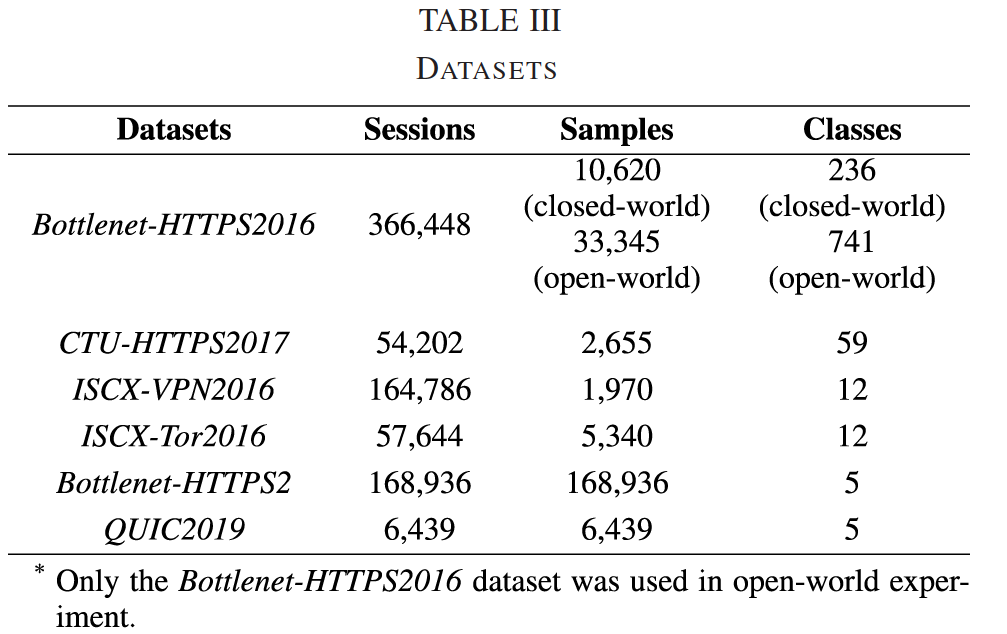 TABLE III
DATASETS
Datasets Sessions Samples Classes
Bottlenet-HTTPS2016 366,448 10,620 (closed-world) 33,345 (open-world) 236 (closed-world) 741 (open-world)
CTU-HTTPS2017 54,202 2,655 59
ISCX-VPN2016 164,786 1,970 12
ISCX-Tor2016 57,644 5,340 12
Bottlenet-HTTPS2 168,936 168,936 5
QUIC2019 6,439 6,439 5
* Only the Bottlenet-HTTPS2016 dataset was used in open-world exper-
iment.